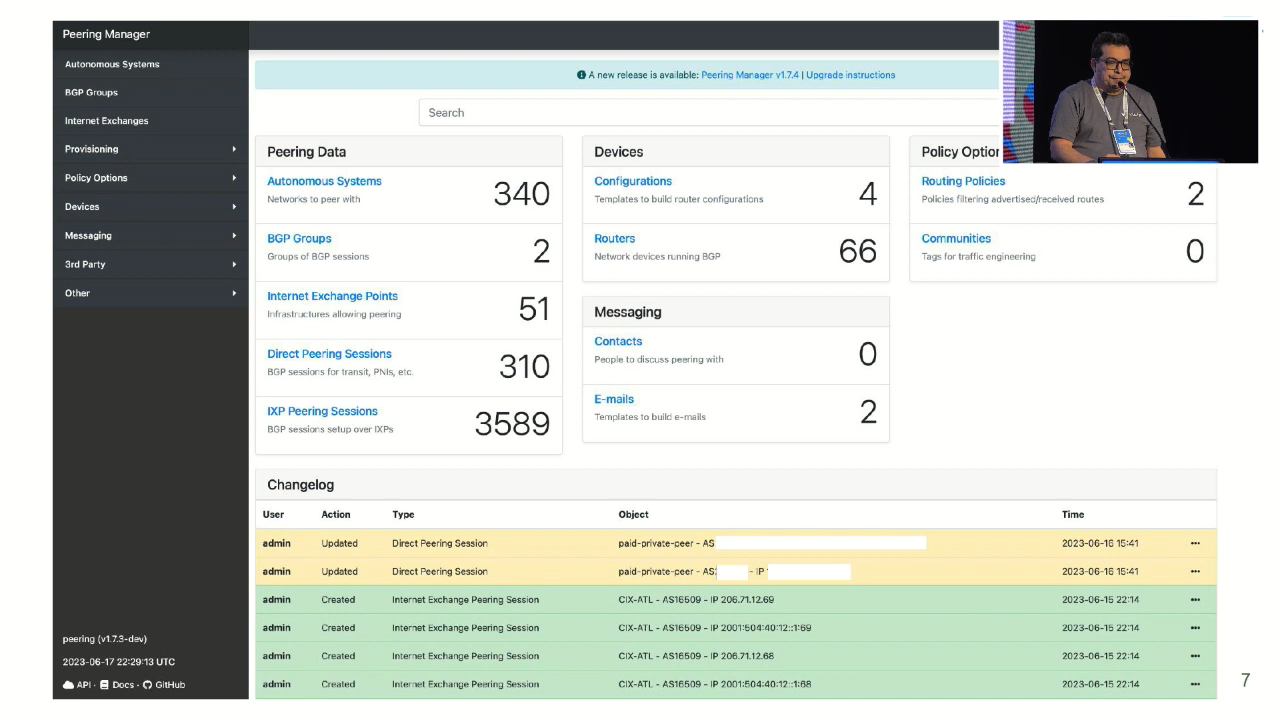 Peering Manager
Autonomous Systems
BGP Groups
Internet Exchanges
Provisioning
Policy Options
Devices
Messaging
3rd Party
Other
peering (v1.7.3-dev)
2023-06-17 22:29:13 UTC
API · Docs · GitHub
A new release is available: Peering Manager v1.7.4 | Upgrade instructions
Search
Peering Data
Autonomous Systems 340
Networks to peer with
BGP Groups 2
Groups of BGP sessions
Internet Exchange Points 51
Infrastructures allowing peering
Direct Peering Sessions 310
BGP sessions for transit, PNIs, etc.
IXP Peering Sessions 3589
BGP sessions setup over IXPs
Devices
Configurations 4
Templates to build router configurations
Routers 66
Network devices running BGP
Messaging
Contacts 0
People to discuss peering with
E-mails 2
Templates to build e-mails
Policy
Routing Policies 2
Policies filtering advertised/received routes
Communities 0
Tags for traffic engineering
Changelog
User Action Type Object Time
admin Updated Direct Peering Session paid-private-peer - AS 2023-06-16 15:41 •••
admin Updated Direct Peering Session paid-private-peer - AS - IP 2023-06-16 15:41 •••
admin Created Internet Exchange Peering Session CIX-ATL - AS16509 - IP 206.71.12.69 2023-06-15 22:14 •••
admin Created Internet Exchange Peering Session CIX-ATL - AS16509 - IP 2001:504:40:12::1:69 2023-06-15 22:14 •••
admin Created Internet Exchange Peering Session CIX-ATL - AS16509 - IP 206.71.12.68 2023-06-15 22:14 •••
admin Created Internet Exchange Peering Session CIX-ATL - AS16509 - IP 2001:504:40:12::1:68 2023-06-15 22:14 •••
7